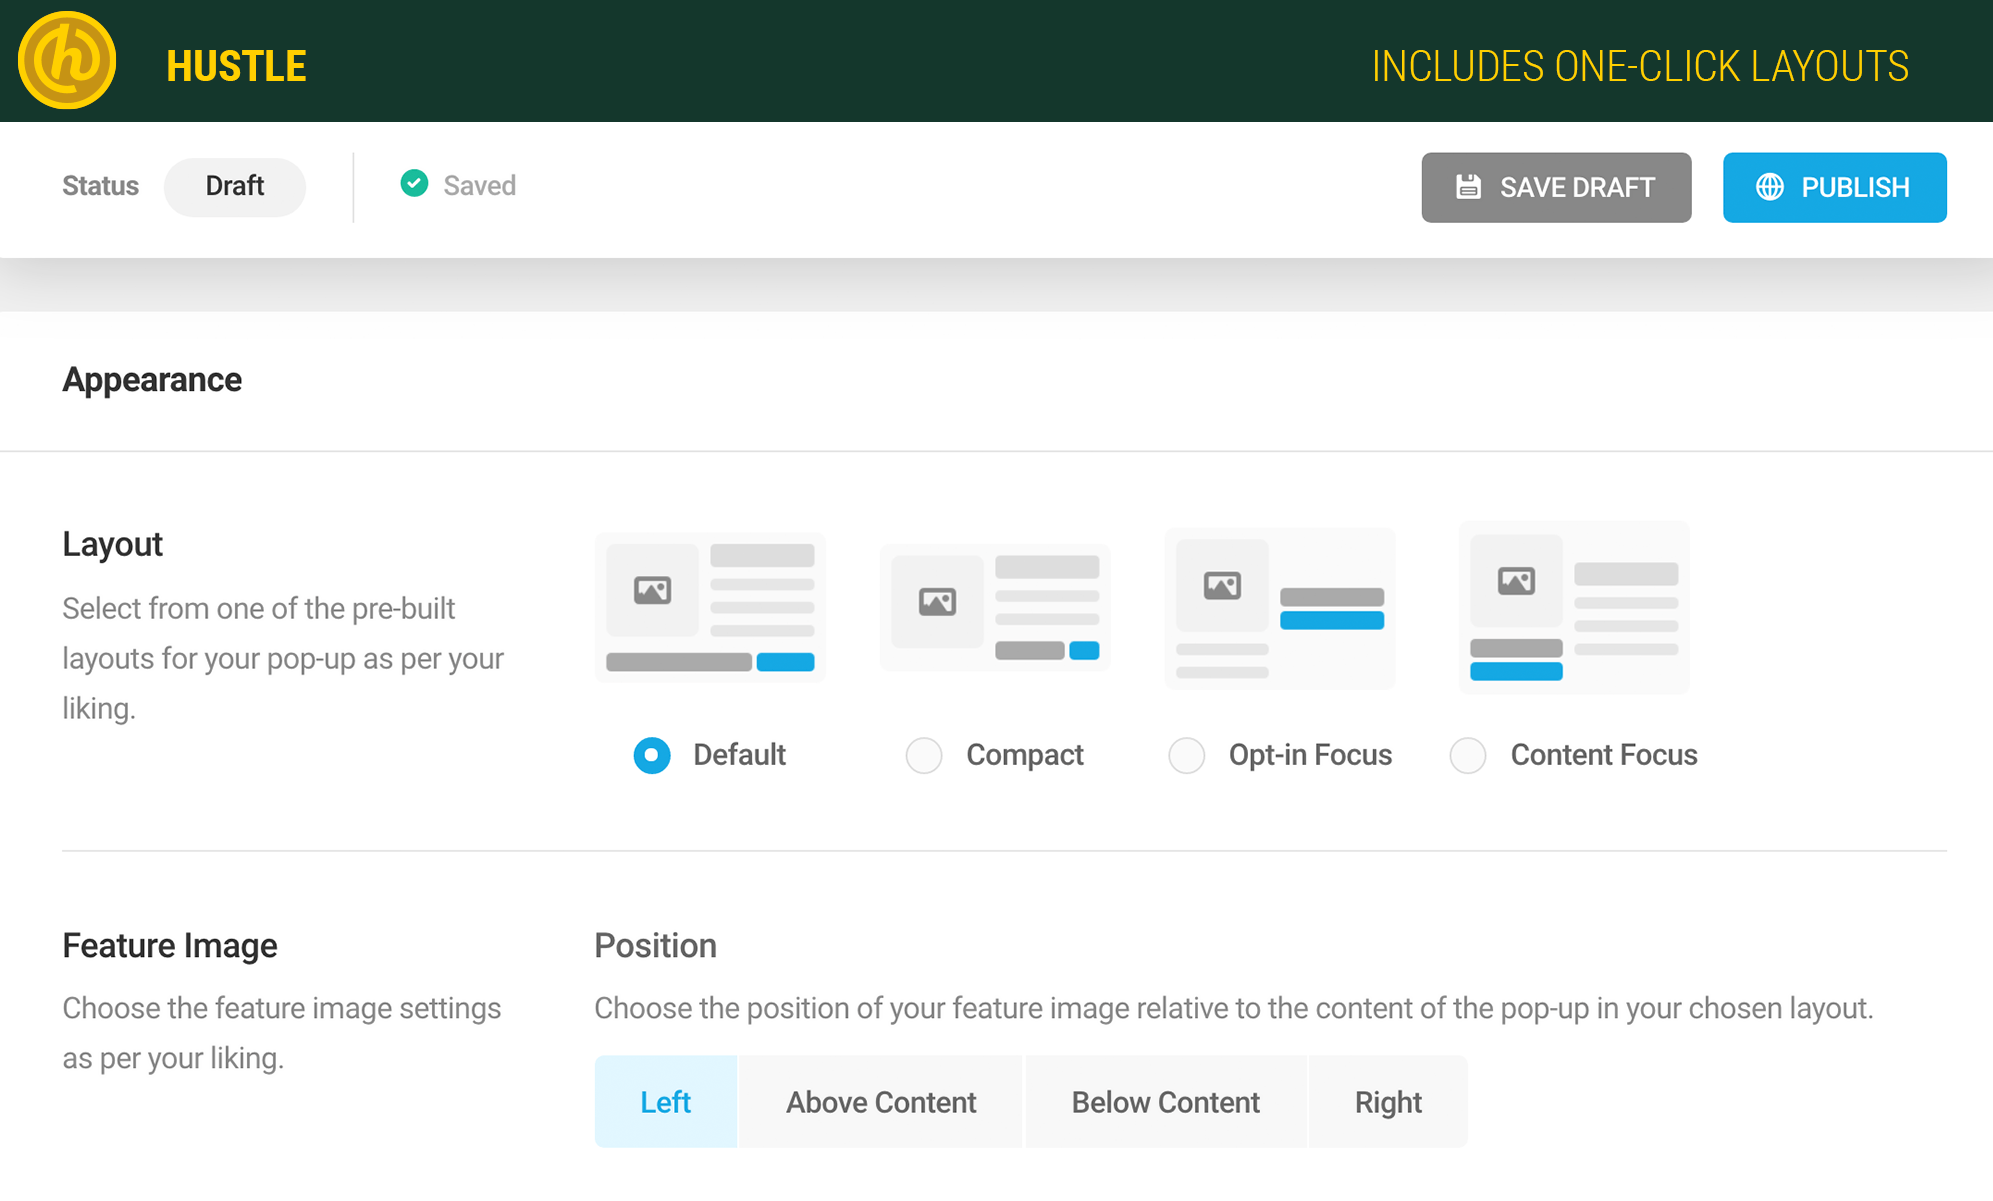 h
HUSTLE
INCLUDES ONE-CLICK LAYOUTS
Status
Draft
Saved
SAVE DRAFT
PUBLISH
Appearance
Layout
Select from one of the pre-built
layouts for your pop-up as per your
liking.
Default
Compact
Opt-in Focus
Content Focus
Feature Image
Choose the feature image settings
as per your liking.
Position
Choose the position of your feature image relative to the content of the pop-up in your chosen layout.
Left
Above Content
Below Content
Right